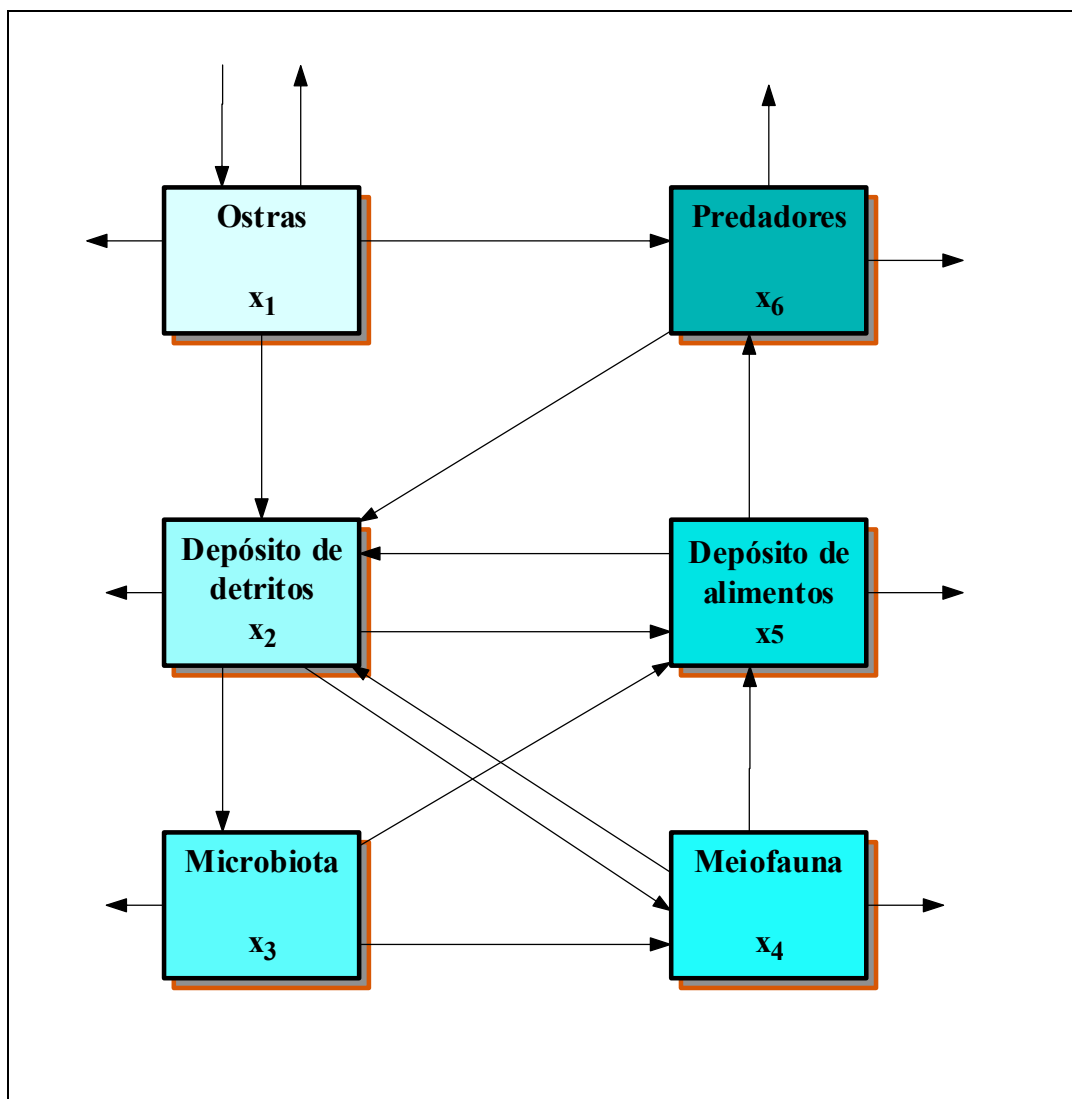 Ostras
x1
Predadores
x6
Depósito de
detritos
x2
Depósito de
alimentos
x5
Microbiota
x3
Meiofauna
x4